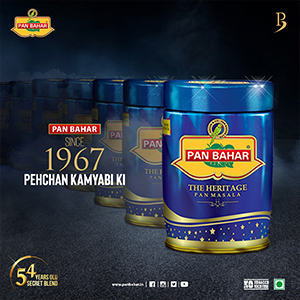 PAN BAHAR
B
PAN BAHAR
SINCE
1967
PEHCHAN KAMYABI KI
PAN BAHAR
THE HERITAGE
PAN MASALA
54 YEARS OLD
SECRET BLEND
www.panbahar.in